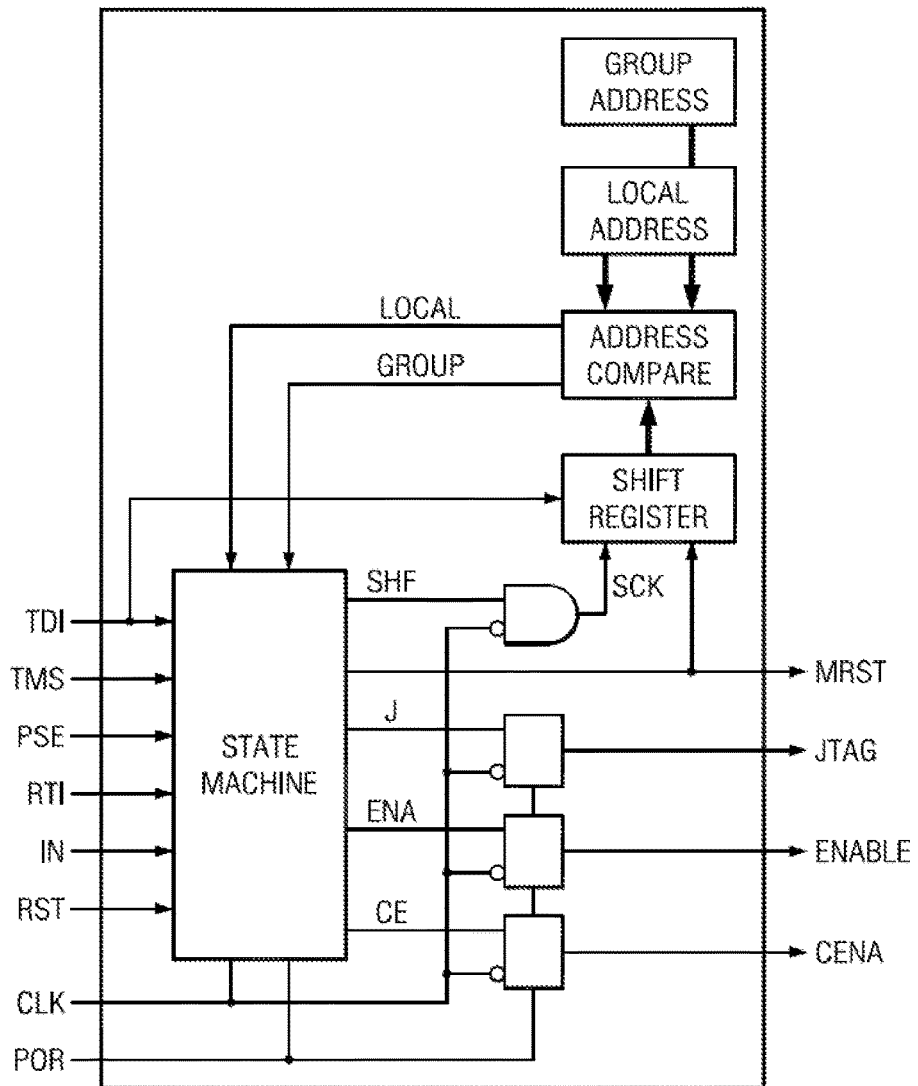 GROUP
ADDRESS
LOCAL
ADDRESS
LOCAL
ADDRESS
COMPARE
GROUP
SHIFT
REGISTER
SHF
SCK
TDI
TMS
MRST
J
PSE
STATE
MACHINE
JTAG
RTI
ENA
IN
ENABLE
RST
CE
CENA
CLK
POR